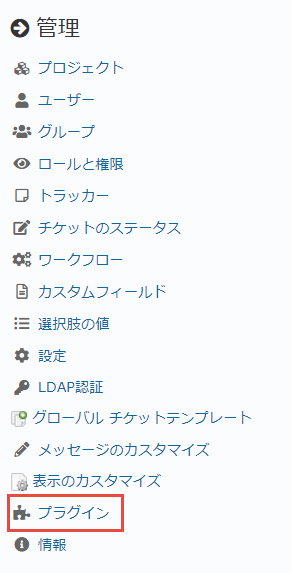 管理
プロジェクト
ユーザー
グループ
ロールと権限
トラッカー
チケットのステータス
ワークフロー
カスタムフィールド
選択肢の値
設定
LDAP認証
グローバル チケットテンプレート
メッセージのカスタマイズ
表示のカスタマイズ
プラグイン
情報